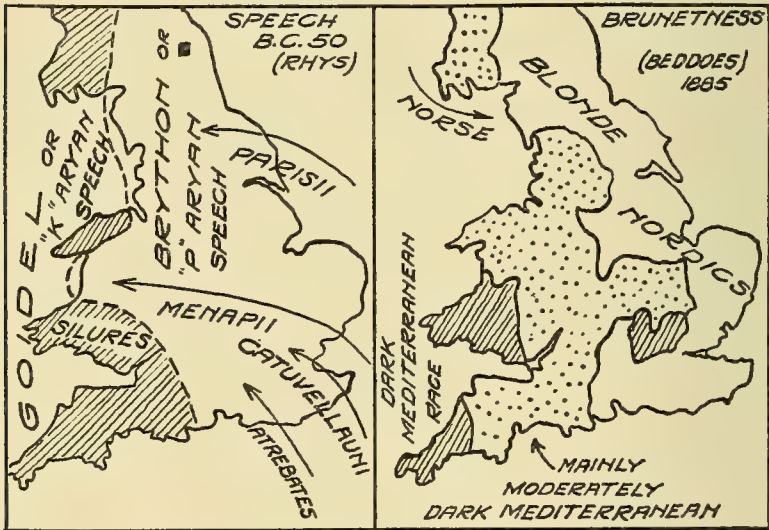 SPEECH
B.C. 50
(RHYS)
GOIDEL OR
"K" ARYAN
SPEECH
BRYTHON OR
"P" ARYAN
SPEECH
PARISII
MENAPII
SILURES
CATUVELLAUNI
ATREBATES
BRUNETNESS
(BEDDOES)
1885
NORSE
BLONDE
NORDICS
DARK
MEDITERRANEAN
RACE
MAINLY
MODERATELY
DARK MEDITERRANEAN